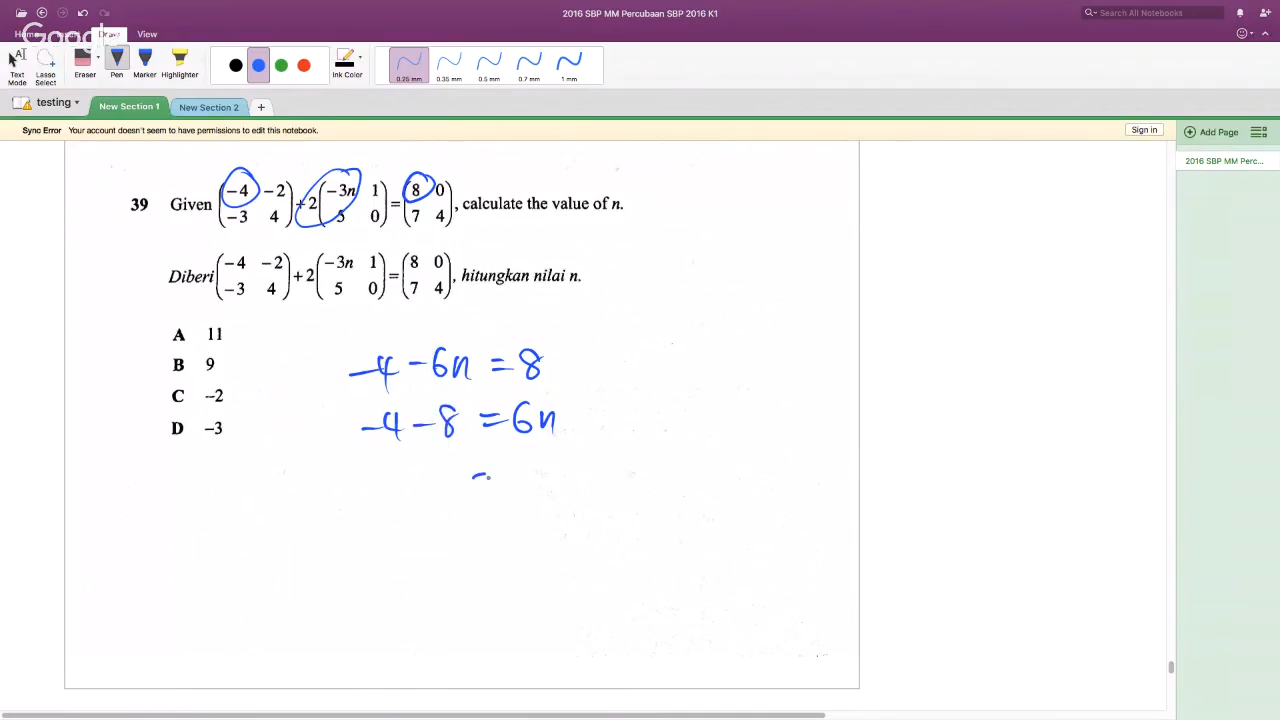 2016 SBP MM Percubaan SBP 2016 K1
Search All Notebooks
Google
Home Insert Draw View
Text Mode
Lasso Select
Eraser
Pen
Marker
Highlighter
Ink Color
0.25 mm
0.35 mm
0.5 mm
0.7 mm
1 mm
testing
New Section 1
New Section 2
+
Sync Error Your account doesn't seem to have permissions to edit this notebook.
Sign in
Add Page
2016 SBP MM Perc...
39 Given (−4 −2 / −3 4) + 2 (−3n 1 / 5 0) = (8 0 / 7 4), calculate the value of n.
Diberi (−4 −2 / −3 4) + 2 (−3n 1 / 5 0) = (8 0 / 7 4), hitungkan nilai n.
A 11
B 9
C −2
D −3
−4 − 6n = 8
−4 − 8 = 6n